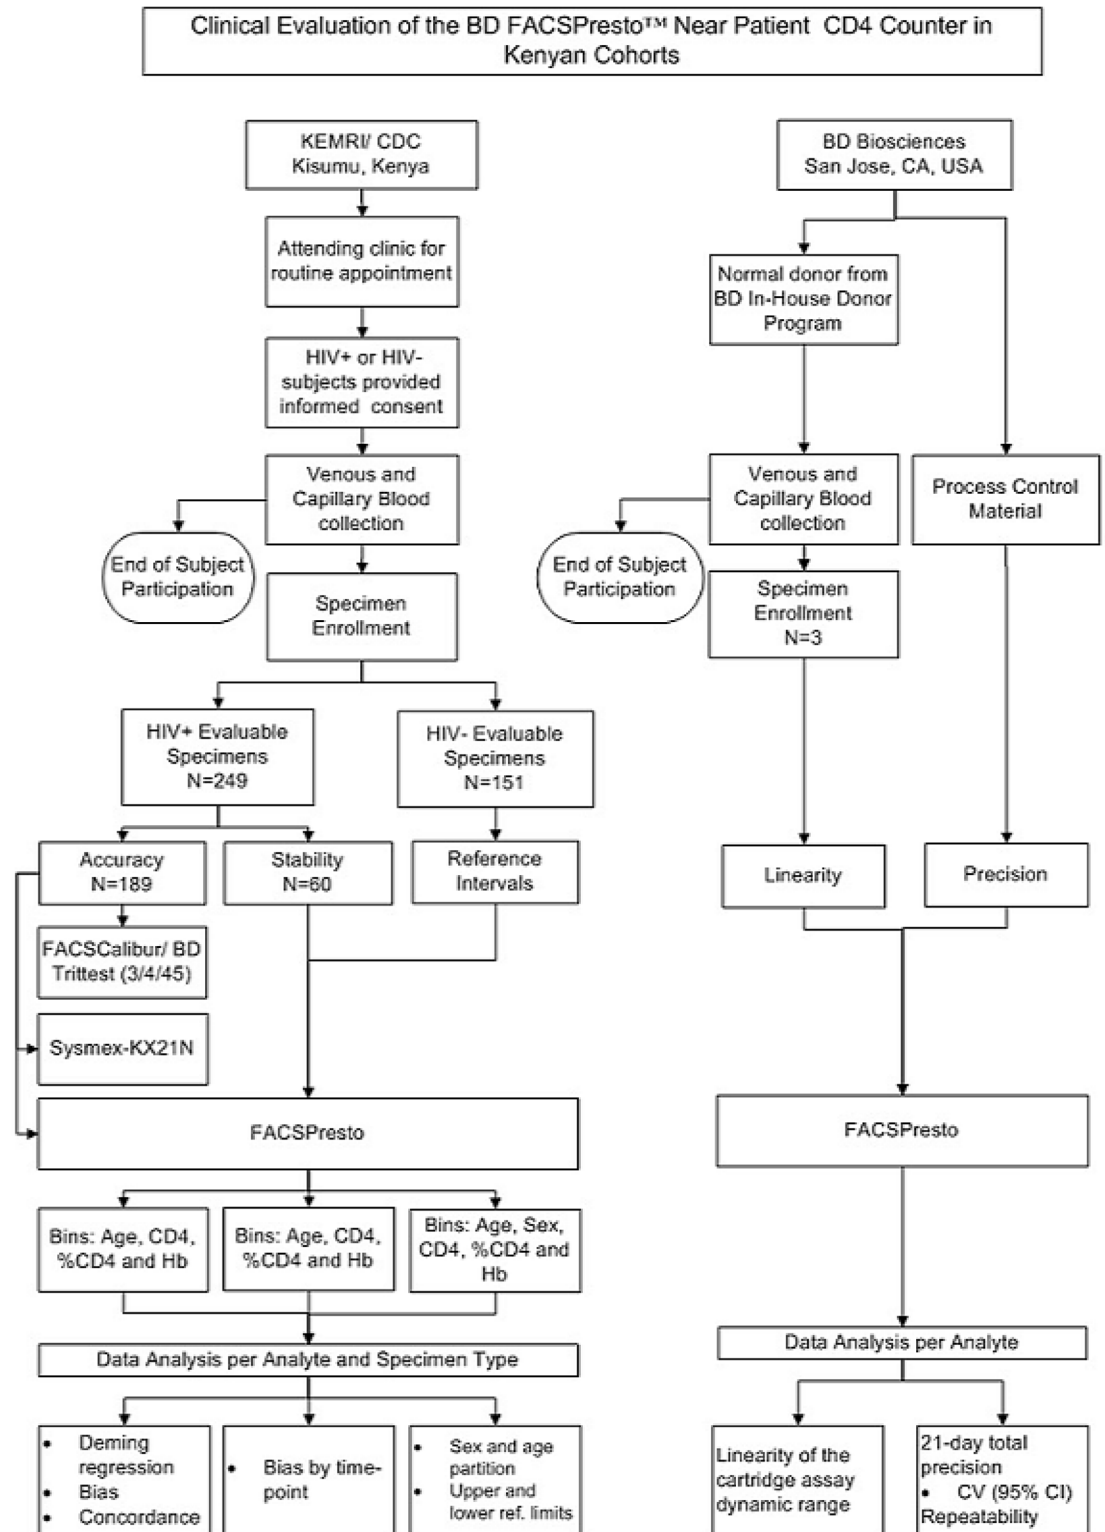 Clinical Evaluation of the BD FACSPresto™ Near Patient CD4 Counter in
Kenyan Cohorts
KEMRI/ CDC
Kisumu, Kenya
Attending clinic for
routine appointment
HIV+ or HIV-
subjects provided
informed consent
Venous and
Capillary Blood
collection
End of Subject
Participation
Specimen
Enrollment
HIV+ Evaluable
Specimens
N=249
HIV- Evaluable
Specimens
N=151
Accuracy
N=189
Stability
N=60
Reference
Intervals
FACSCalibur/ BD
Trittest (3/4/45)
Sysmex-KX21N
FACSPresto
Bins: Age, CD4,
%CD4 and Hb
Bins: Age, CD4,
%CD4 and Hb
Bins: Age, Sex,
CD4, %CD4 and
Hb
Data Analysis per Analyte and Specimen Type
• Deming
regression
• Bias
• Concordance
• Bias by time-
point
• Sex and age
partition
• Upper and
lower ref. limits
BD Biosciences
San Jose, CA, USA
Normal donor from
BD In-House Donor
Program
Venous and
Capillary Blood
collection
Process Control
Material
End of Subject
Participation
Specimen
Enrollment
N=3
Linearity
Precision
FACSPresto
Data Analysis per Analyte
Linearity of the
cartridge assay
dynamic range
21-day total
precision
• CV (95% CI)
Repeatability